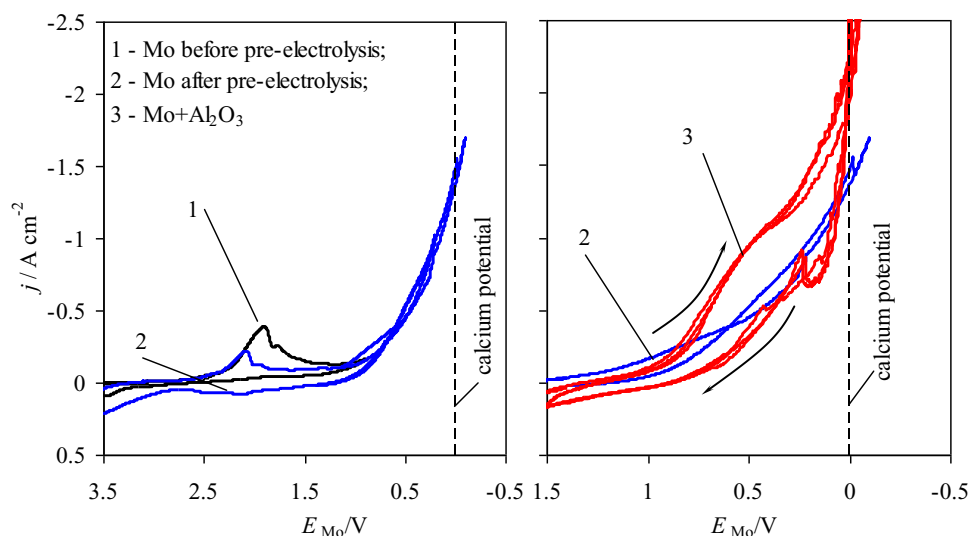 -2.5
-2
-1.5
-1
-0.5
0
0.5
j / A cm⁻²
1 - Mo before pre-electrolysis;
2 - Mo after pre-electrolysis;
3 - Mo+Al₂O₃
1
2
calcium potential
3.5 2.5 1.5 0.5 -0.5
E Mo/V
3
2
calcium potential
1.5 1 0.5 0 -0.5
E Mo/V